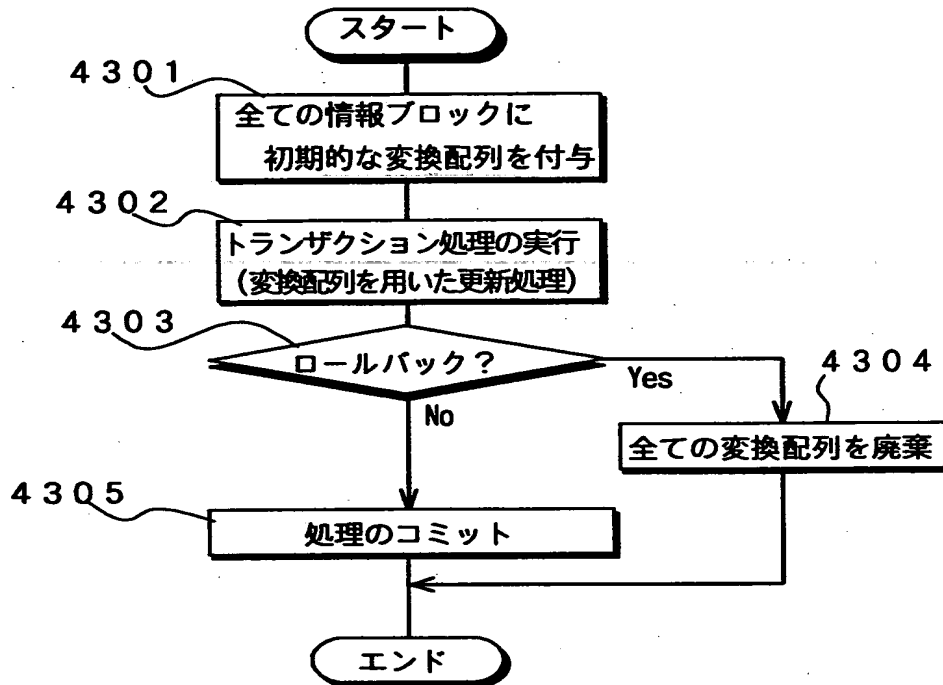 スタート
4301
全ての情報ブロックに
初期的な変換配列を付与
4302
トランザクション処理の実行
(変換配列を用いた更新処理)
4303
ロールバック?
Yes
4304
No
全ての変換配列を廃棄
4305
処理のコミット
エンド